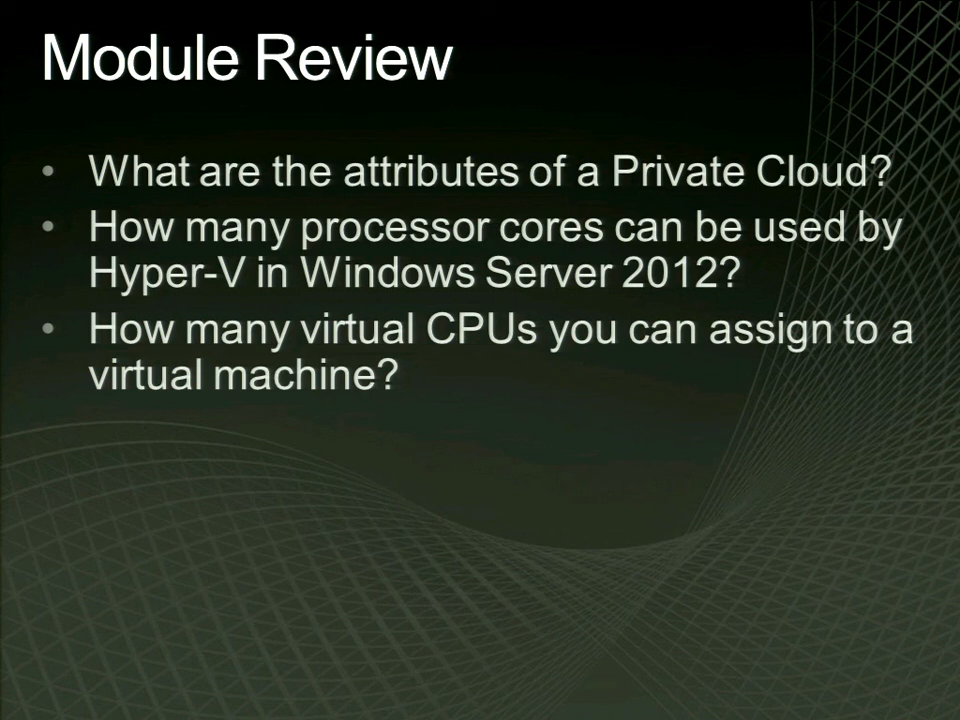 Module Review
• What are the attributes of a Private Cloud?
• How many processor cores can be used by
Hyper-V in Windows Server 2012?
• How many virtual CPUs you can assign to a
virtual machine?